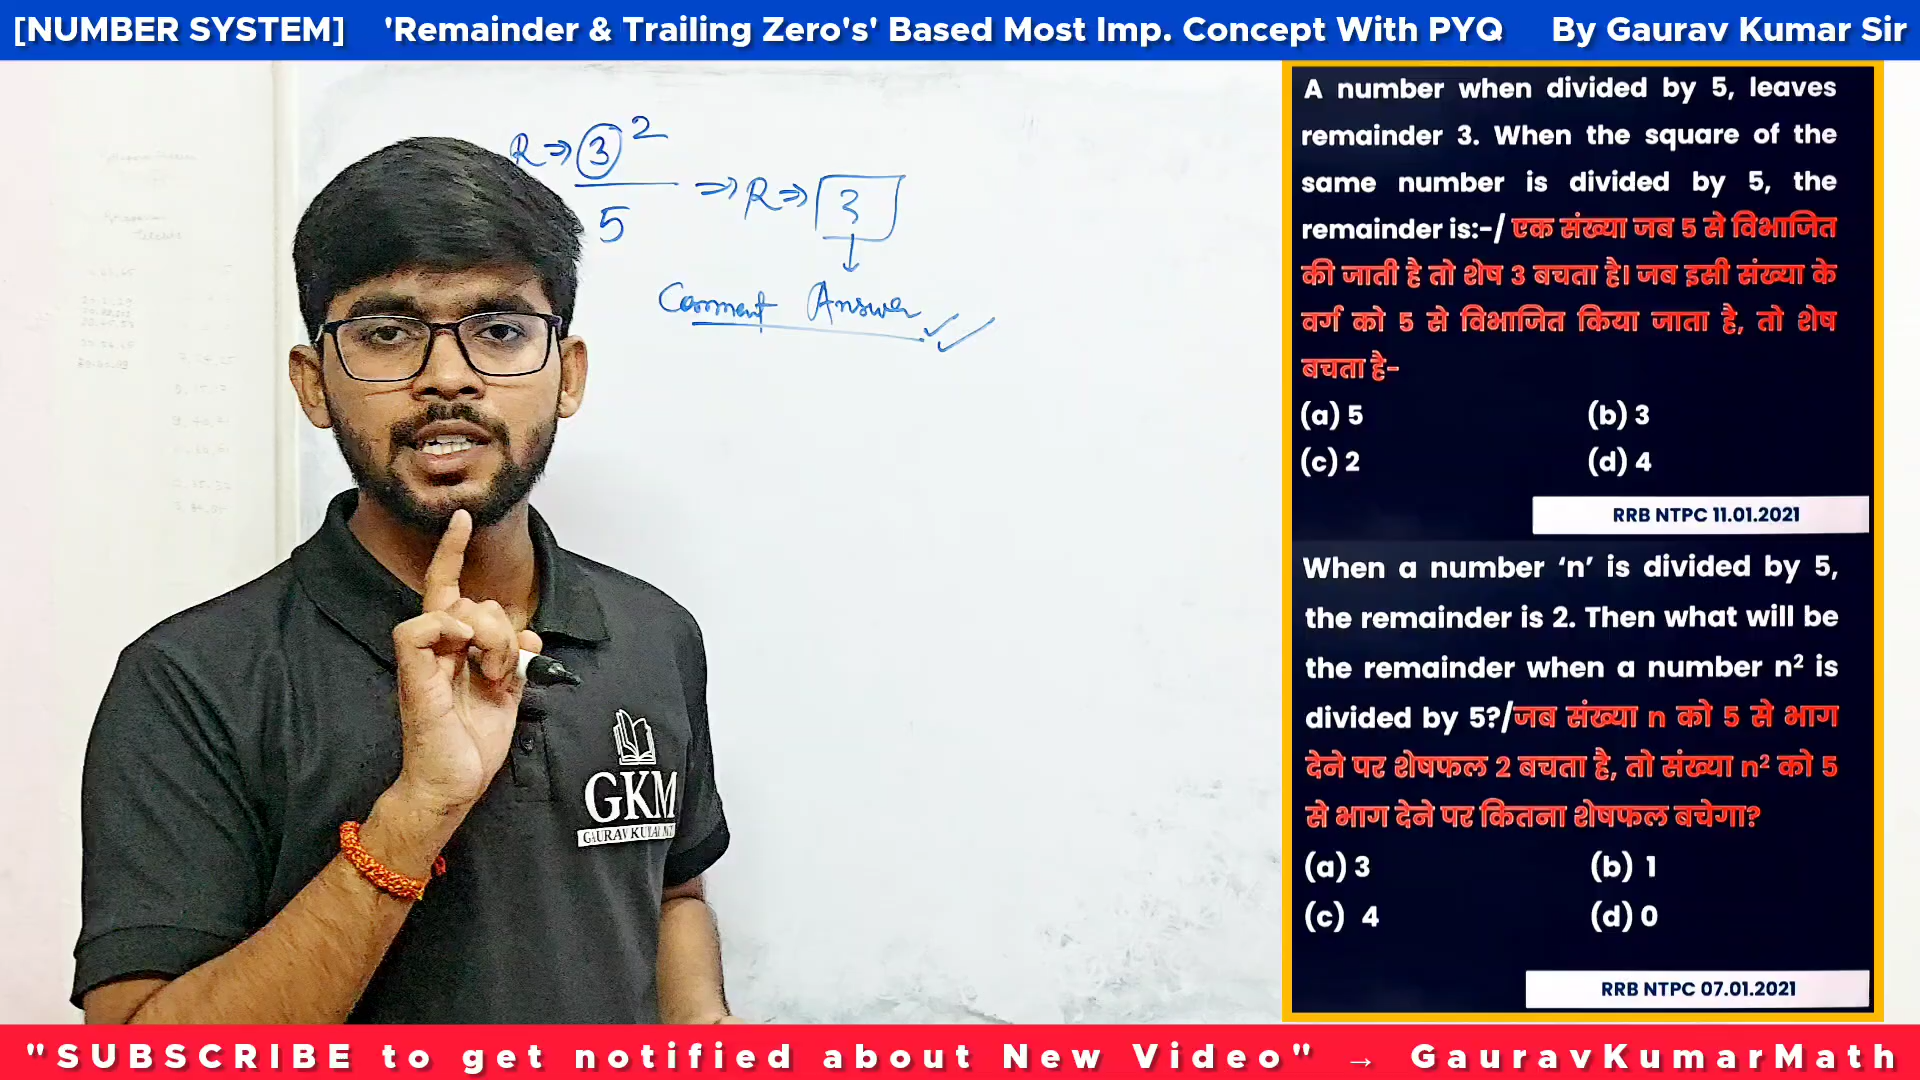 [NUMBER SYSTEM] 'Remainder & Trailing Zero's' Based Most Imp. Concept With PYQ By Gaurav Kumar Sir
R ⇒ 3²
5
⇒ R ⇒ ?
Comment Answer
GKM
A number when divided by 5, leaves
remainder 3. When the square of the
same number is divided by 5, the
remainder is:-/ एक संख्या जब 5 से विभाजित
की जाती है तो शेष 3 बचता है। जब इसी संख्या के
वर्ग को 5 से विभाजित किया जाता है, तो शेष
बचता है-
(a) 5 (b) 3
(c) 2 (d) 4
RRB NTPC 11.01.2021
When a number ‘n’ is divided by 5,
the remainder is 2. Then what will be
the remainder when a number n² is
divided by 5?/जब संख्या n को 5 से भाग
देने पर शेषफल 2 बचता है, तो संख्या n² को 5
से भाग देने पर कितना शेषफल बचेगा?
(a) 3 (b) 1
(c) 4 (d) 0
RRB NTPC 07.01.2021
"SUBSCRIBE to get notified about New Video" → GauravKumarMath